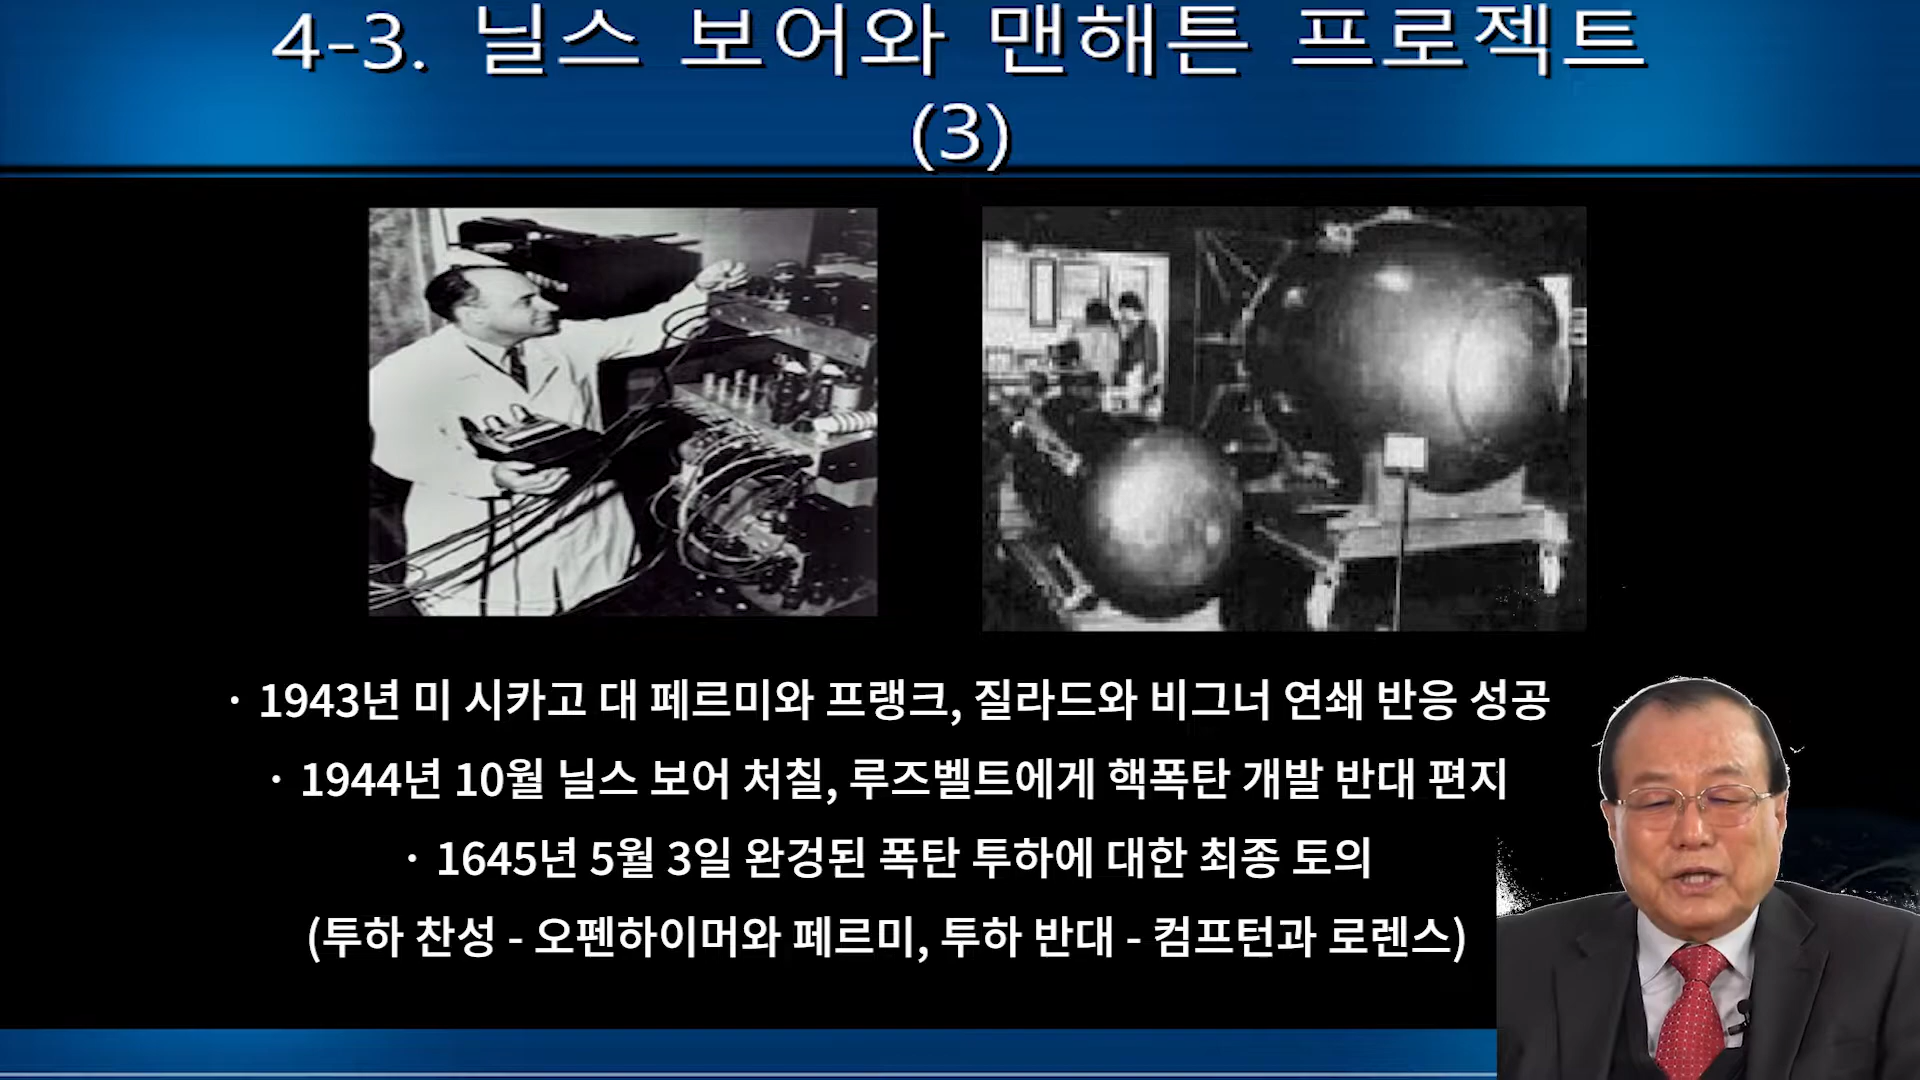 4-3. 닐스 보어와 맨해튼 프로젝트
(3)
· 1943년 미 시카고 대 페르미와 프랭크, 질라드와 비그너 연쇄 반응 성공
· 1944년 10월 닐스 보어 처칠, 루즈벨트에게 핵폭탄 개발 반대 편지
· 1645년 5월 3일 완겅된 폭탄 투하에 대한 최종 토의
(투하 찬성 - 오펜하이머와 페르미, 투하 반대 - 컴프턴과 로렌스)